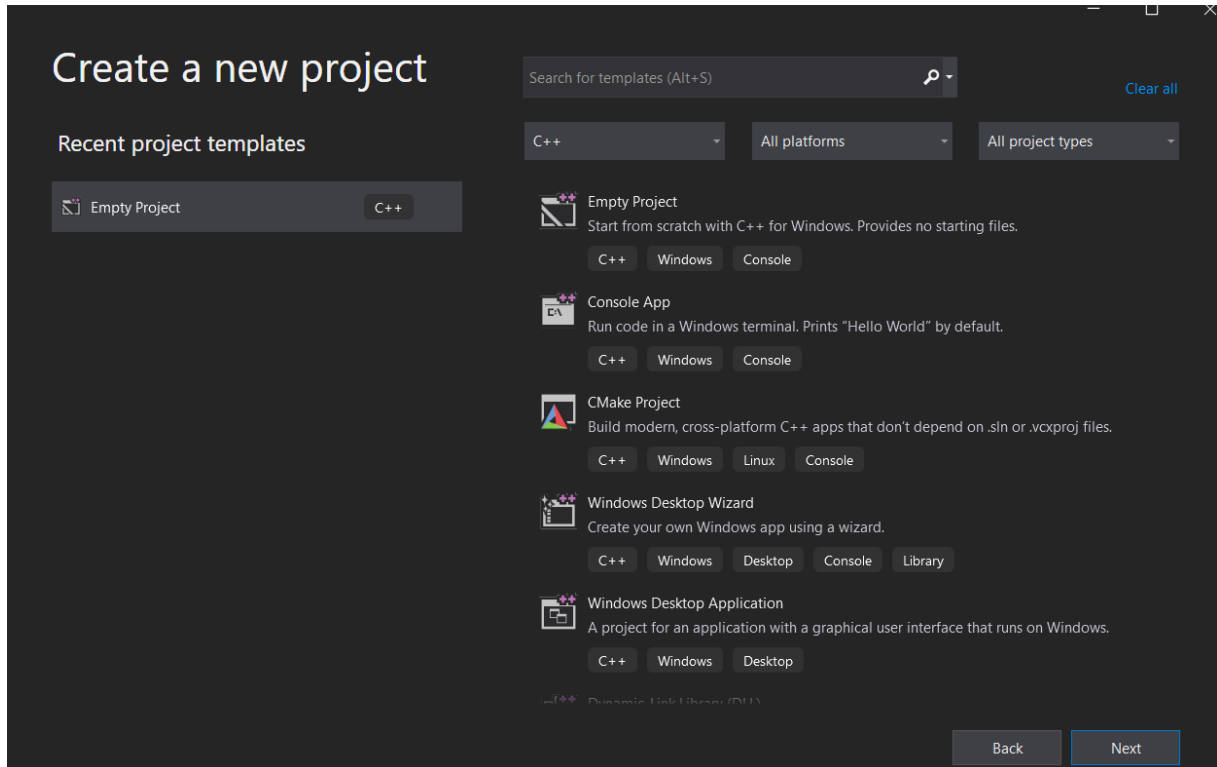 Create a new project
Search for templates (Alt+S)
Clear all
Recent project templates
C++
All platforms
All project types
Empty Project
C++
Empty Project
Start from scratch with C++ for Windows. Provides no starting files.
C++ Windows Console
Console App
Run code in a Windows terminal. Prints "Hello World" by default.
C++ Windows Console
CMake Project
Build modern, cross-platform C++ apps that don't depend on .sln or .vcxproj files.
C++ Windows Linux Console
Windows Desktop Wizard
Create your own Windows app using a wizard.
C++ Windows Desktop Console Library
Windows Desktop Application
A project for an application with a graphical user interface that runs on Windows.
C++ Windows Desktop
Dynamic-Link Library (DLL)
Back
Next